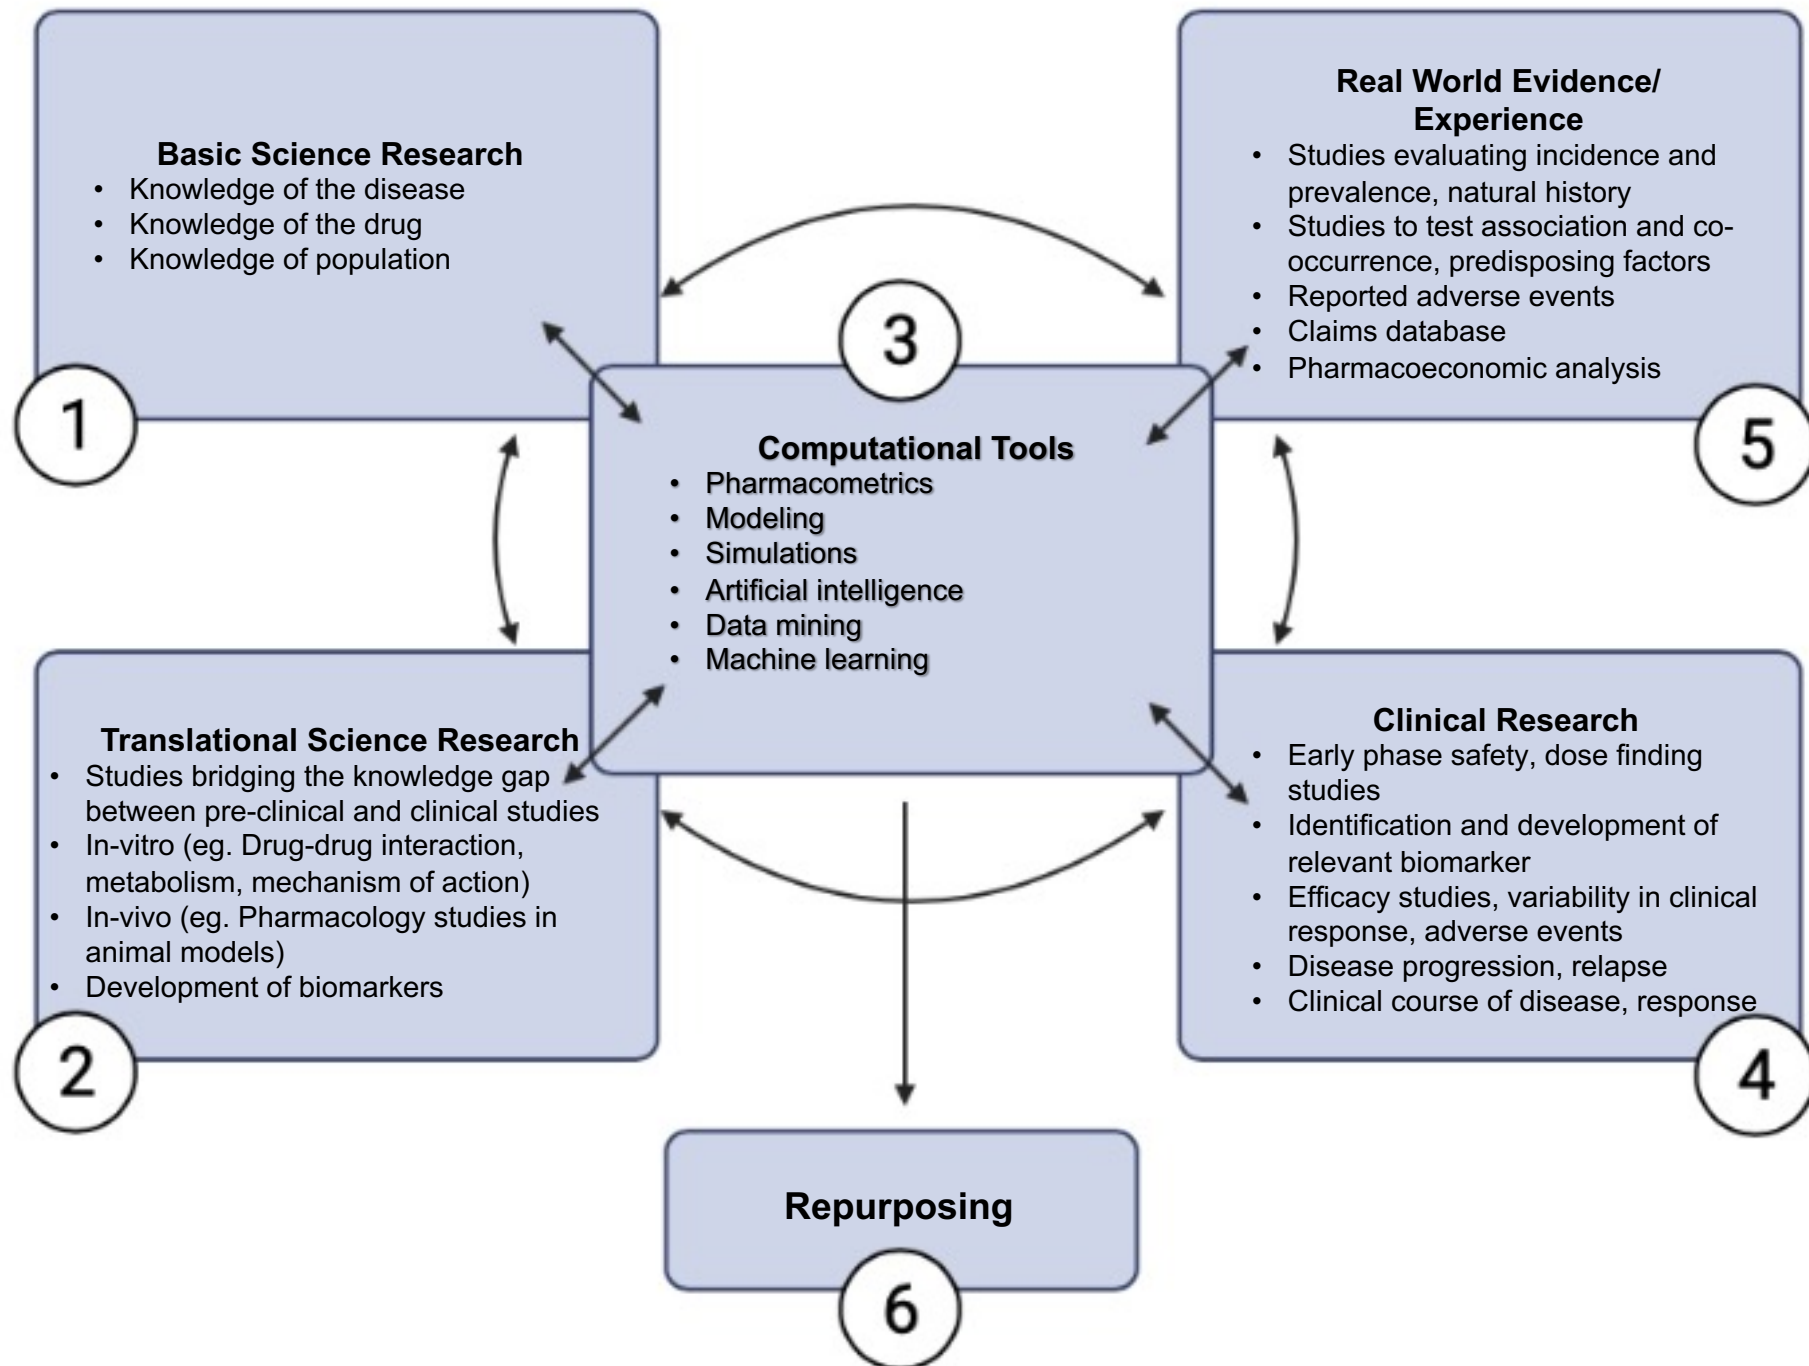 Basic Science Research
• Knowledge of the disease
• Knowledge of the drug
• Knowledge of population
1
Real World Evidence/
Experience
• Studies evaluating incidence and
prevalence, natural history
• Studies to test association and co-
occurrence, predisposing factors
• Reported adverse events
• Claims database
• Pharmacoeconomic analysis
5
3
Computational Tools
• Pharmacometrics
• Modeling
• Simulations
• Artificial intelligence
• Data mining
• Machine learning
Translational Science Research
• Studies bridging the knowledge gap
between pre-clinical and clinical studies
• In-vitro (eg. Drug-drug interaction,
metabolism, mechanism of action)
• In-vivo (eg. Pharmacology studies in
animal models)
• Development of biomarkers
2
Clinical Research
• Early phase safety, dose finding
studies
• Identification and development of
relevant biomarker
• Efficacy studies, variability in clinical
response, adverse events
• Disease progression, relapse
• Clinical course of disease, response
4
Repurposing
6